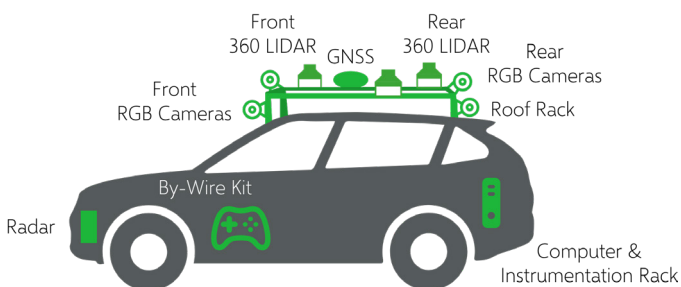 Front
360 LIDAR
GNSS
Rear
360 LIDAR
Rear
RGB Cameras
Front
RGB Cameras
Roof Rack
By-Wire Kit
Radar
Computer &
Instrumentation Rack